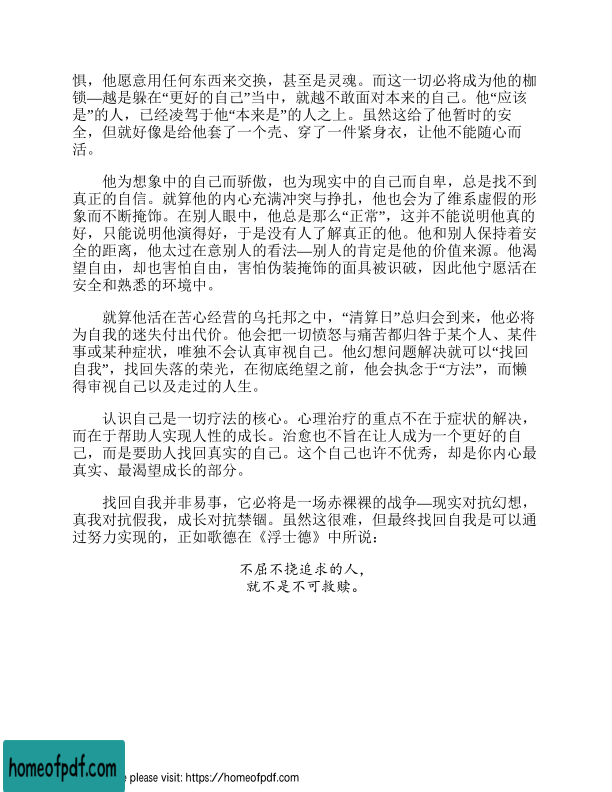 惧，他愿意用任何东西来交换，甚至是灵魂。而这一切必将成为他的枷
锁—越是躲在“更好的自己”当中，就越不敢面对本来的自己。他“应该
是”的人，已经凌驾于他“本来是”的人之上。虽然这给了他暂时的安
全，但就好像是给他套了一个壳、穿了一件紧身衣，让他不能随心而
活。
他为想象中的自己而骄傲，也为现实中的自己而自卑，总是找不到
真正的自信。就算他的内心充满冲突与挣扎，他也会为了维系虚假的形
象而不断掩饰。在别人眼中，他总是那么“正常”，这并不能说明他真的
好，只能说明他演得好，于是没有人了解真正的他。他和别人保持着安
全的距离，他太过在意别人的看法—别人的肯定是他的价值来源。他渴
望自由，却也害怕自由，害怕伪装掩饰的面具被识破，因此他宁愿活在
安全和熟悉的环境中。
就算他活在苦心经营的乌托邦之中，“清算日”总归会到来，他必将
为自我的迷失付出代价。他会把一切愤怒与痛苦都归咎于某个人、某件
事或某种症状，唯独不会认真审视自己。他幻想问题解决就可以“找回
自我”，找回失落的荣光，在彻底绝望之前，他会执念于“方法”，而懒
得审视自己以及走过的人生。
认识自己是一切疗法的核心。心理治疗的重点不在于症状的解决，
而在于帮助人实现人性的成长。治愈也不旨在让人成为一个更好的自
己，而是要助人找回真实的自己。这个自己也许不优秀，却是你内心最
真实、最渴望成长的部分。
找回自我并非易事，它必将是一场赤裸裸的战争—现实对抗幻想，
真我对抗假我，成长对抗禁锢。虽然这很难，但最终找回自我是可以通
过努力实现的，正如歌德在《浮士德》中所说：
不屈不挠追求的人，
就不是不可救赎。
homeofpdf.com
please visit: https://homeofpdf.com